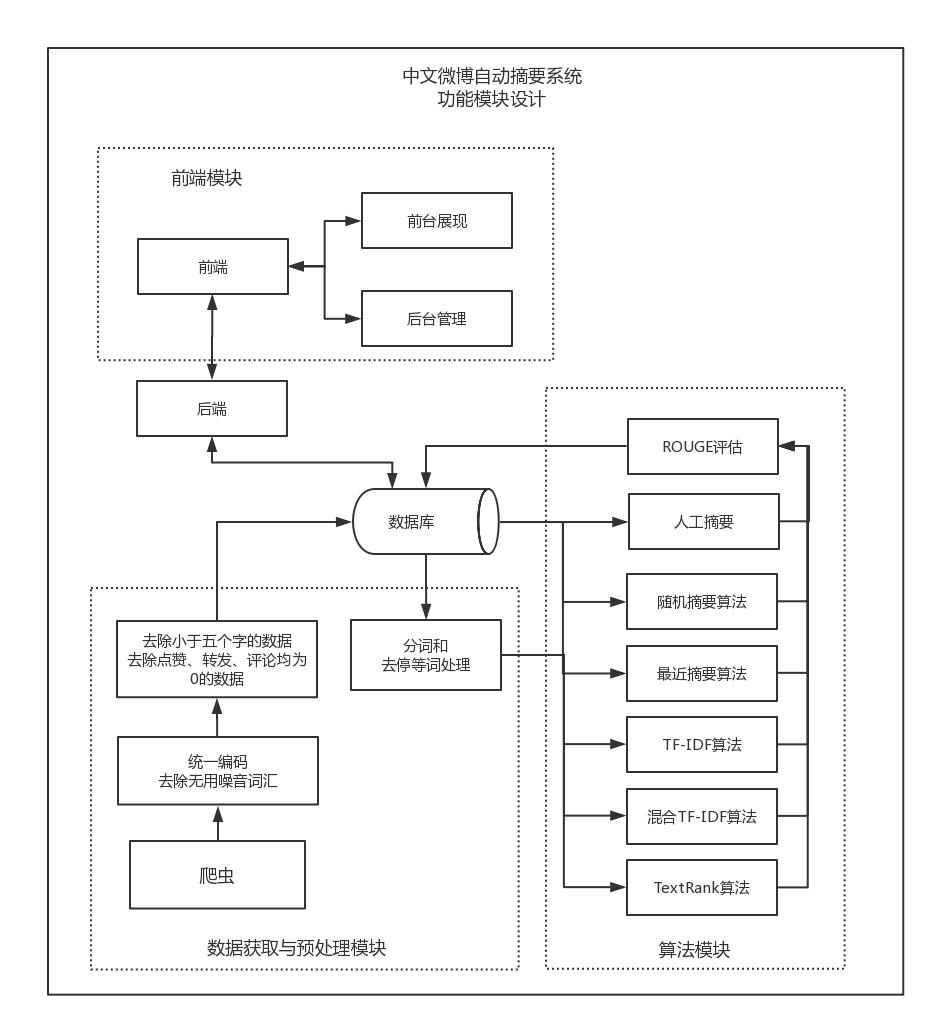 中文微博自动摘要系统
功能模块设计
前端模块
前台展现
前端
后台管理
后端
ROUGE评估
数据库
人工摘要
随机摘要算法
去除小于五个字的数据
去除点赞、转发、评论均为
0的数据
分词和
去停等词处理
最近摘要算法
TF-IDF算法
统一编码
去除无用噪音词汇
混合TF-IDF算法
爬虫
TextRank算法
数据获取与预处理模块
算法模块